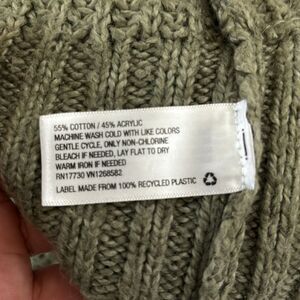 55% COTTON / 45% ACRYLIC
MACHINE WASH COLD WITH LIKE COLORS
GENTLE CYCLE, ONLY NON-CHLORINE
BLEACH IF NEEDED, LAY FLAT TO DRY
WARM IRON IF NEEDED
RN17730 VN1268582
LABEL MADE FROM 100% RECYCLED PLASTIC